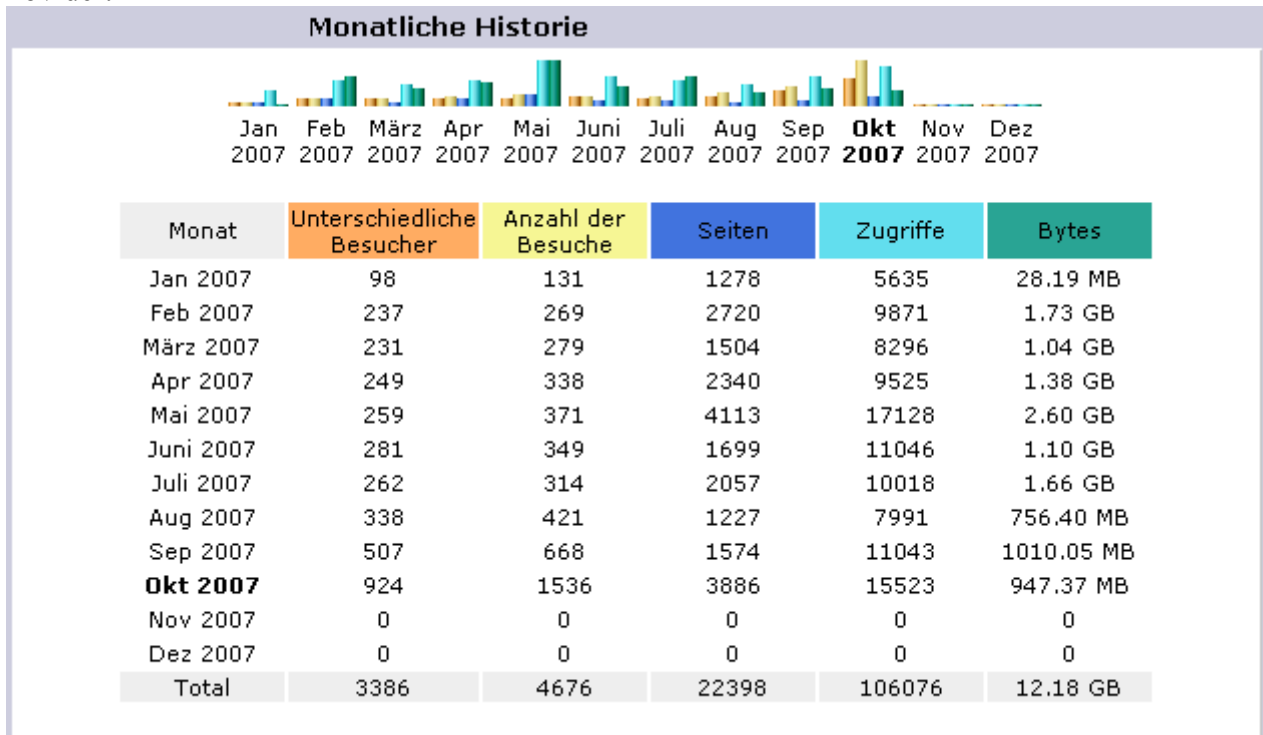 Monatliche Historie
Jan Feb März Apr Mai Juni Juli Aug Sep Okt Nov Dez
2007 2007 2007 2007 2007 2007 2007 2007 2007 2007 2007 2007
Monat Unterschiedliche Besucher Anzahl der Besuche Seiten Zugriffe Bytes
Jan 2007 98 131 1278 5635 28.19 MB
Feb 2007 237 269 2720 9871 1.73 GB
März 2007 231 279 1504 8296 1.04 GB
Apr 2007 249 338 2340 9525 1.38 GB
Mai 2007 259 371 4113 17128 2.60 GB
Juni 2007 281 349 1699 11046 1.10 GB
Juli 2007 262 314 2057 10018 1.66 GB
Aug 2007 338 421 1227 7991 756.40 MB
Sep 2007 507 668 1574 11043 1010.05 MB
Okt 2007 924 1536 3886 15523 947.37 MB
Nov 2007 0 0 0 0 0
Dez 2007 0 0 0 0 0
Total 3386 4676 22398 106076 12.18 GB